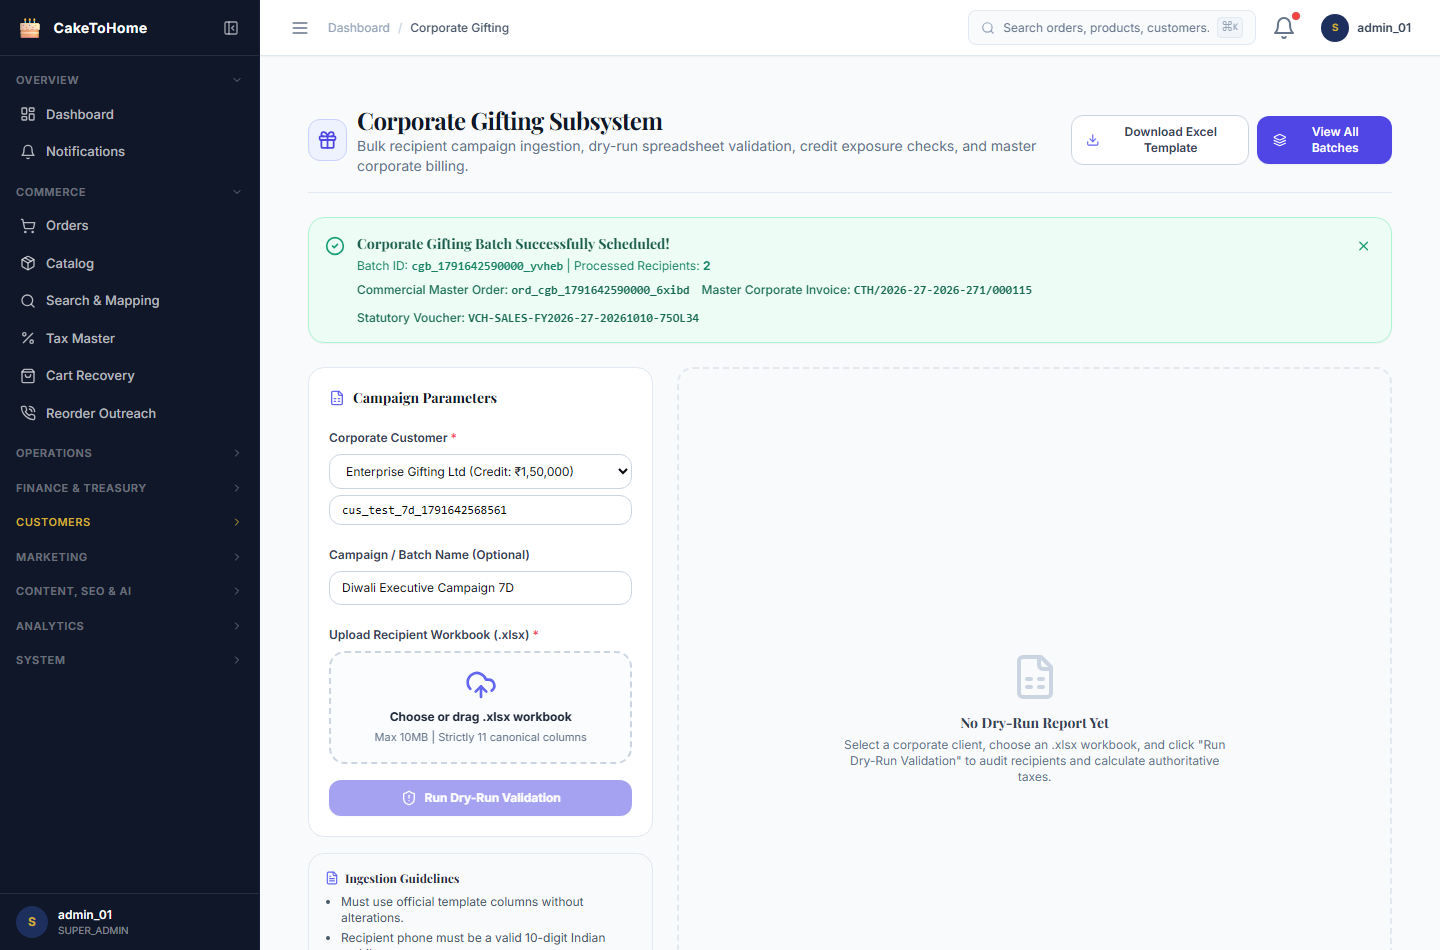 CakeToHome
OVERVIEW
Dashboard
Notifications
COMMERCE
Orders
Catalog
Search & Mapping
Tax Master
Cart Recovery
Reorder Outreach
OPERATIONS
FINANCE & TREASURY
CUSTOMERS
MARKETING
CONTENT, SEO & AI
ANALYTICS
SYSTEM
S
admin_01
SUPER_ADMIN
Dashboard / Corporate Gifting
Search orders, products, customers.
⌘K
S
admin_01
Corporate Gifting Subsystem
Bulk recipient campaign ingestion, dry-run spreadsheet validation, credit exposure checks, and master
corporate billing.
Download Excel
Template
View All
Batches
Corporate Gifting Batch Successfully Scheduled!
Batch ID: cgb_1791642590000_yvheb | Processed Recipients: 2
Commercial Master Order: ord_cgb_1791642590000_6xibd Master Corporate Invoice: CTH/2026-27-2026-271/000115
Statutory Voucher: VCH-SALES-FY2026-27-20261010-75OL34
Campaign Parameters
Corporate Customer *
Enterprise Gifting Ltd (Credit: ₹1,50,000)
cus_test_7d_1791642568561
Campaign / Batch Name (Optional)
Diwali Executive Campaign 7D
Upload Recipient Workbook (.xlsx) *
Choose or drag .xlsx workbook
Max 10MB | Strictly 11 canonical columns
Run Dry-Run Validation
Ingestion Guidelines
Must use official template columns without
alterations.
Recipient phone must be a valid 10-digit Indian
No Dry-Run Report Yet
Select a corporate client, choose an .xlsx workbook, and click "Run
Dry-Run Validation" to audit recipients and calculate authoritative
taxes.